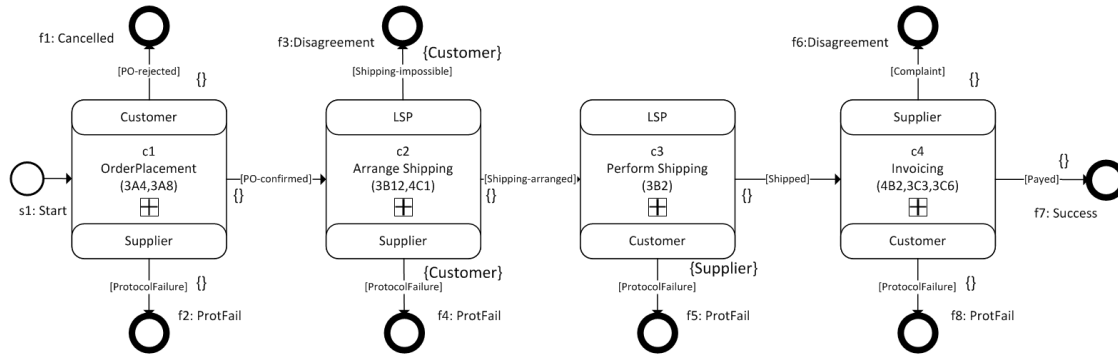 f1: Cancelled
f3:Disagreement
{Customer}
f6:Disagreement
[PO-rejected]
{}
[Shipping-impossible]
[Complaint]
{}
Customer
LSP
LSP
Supplier
c1
OrderPlacement
(3A4,3A8)
c2
Arrange Shipping
(3B12,4C1)
c3
Perform Shipping
(3B2)
c4
Invoicing
(4B2,3C3,3C6)
{}
[PO-confirmed]
{}
[Shipping-arranged]
{}
[Shipped]
{}
[Payed]
s1: Start
f7: Success
Supplier
Supplier
Customer
Customer
{Customer}
{Supplier}
[ProtocolFailure]
{}
[ProtocolFailure]
[ProtocolFailure]
[ProtocolFailure]
{}
f2: ProtFail
f4: ProtFail
f5: ProtFail
f8: ProtFail